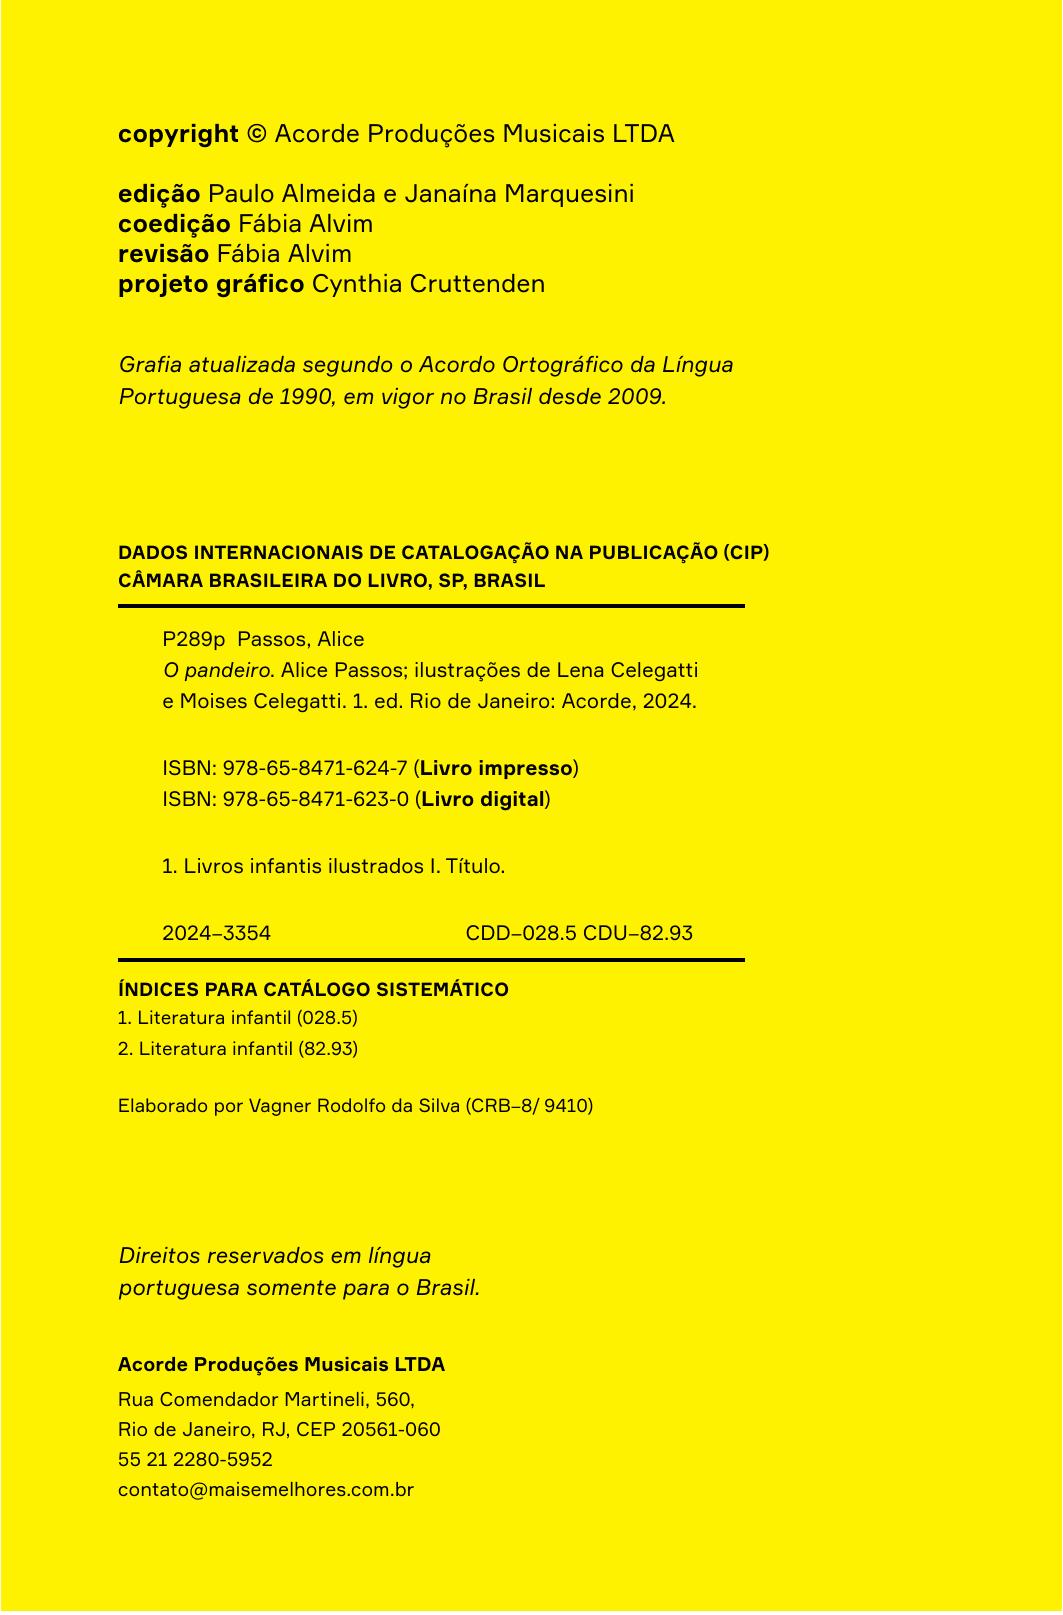 copyright © Acorde Produções Musicais LTDA
edição Paulo Almeida e Janaína Marquesini
coedição Fábia Alvim
revisão Fábia Alvim
projeto gráfico Cynthia Cruttenden
Grafia atualizada segundo o Acordo Ortográfico da Língua
Portuguesa de 1990, em vigor no Brasil desde 2009.
DADOS INTERNACIONAIS DE CATALOGAÇÃO NA PUBLICAÇÃO (CIP)
CÂMARA BRASILEIRA DO LIVRO, SP, BRASIL
P289p  Passos, Alice
O pandeiro. Alice Passos; ilustrações de Lena Celegatti
e Moises Celegatti. 1. ed. Rio de Janeiro: Acorde, 2024.
ISBN: 978-65-8471-624-7 (Livro impresso)
ISBN: 978-65-8471-623-0 (Livro digital)
1. Livros infantis ilustrados I. Título.
2024–3354 CDD–028.5 CDU–82.93
ÍNDICES PARA CATÁLOGO SISTEMÁTICO
1. Literatura infantil (028.5)
2. Literatura infantil (82.93)
Elaborado por Vagner Rodolfo da Silva (CRB–8/ 9410)
Direitos reservados em língua
portuguesa somente para o Brasil.
Acorde Produções Musicais LTDA
Rua Comendador Martineli, 560,
Rio de Janeiro, RJ, CEP 20561-060
55 21 2280-5952
contato@maisemelhores.com.br